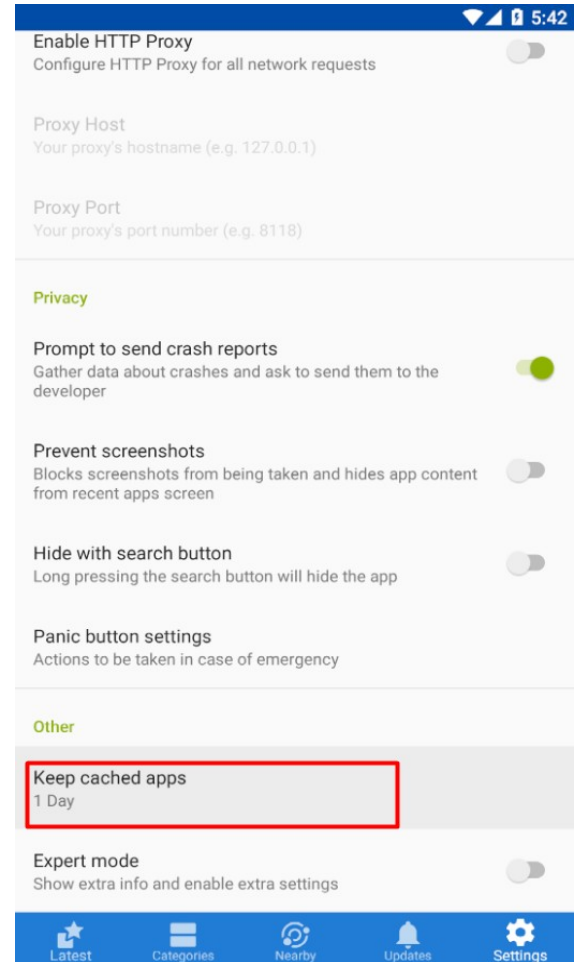 5:42
Enable HTTP Proxy
Configure HTTP Proxy for all network requests
Proxy Host
Your proxy's hostname (e.g. 127.0.0.1)
Proxy Port
Your proxy's port number (e.g. 8118)
Privacy
Prompt to send crash reports
Gather data about crashes and ask to send them to the
developer
Prevent screenshots
Blocks screenshots from being taken and hides app content
from recent apps screen
Hide with search button
Long pressing the search button will hide the app
Panic button settings
Actions to be taken in case of emergency
Other
Keep cached apps
1 Day
Expert mode
Show extra info and enable extra settings
Latest Categories Nearby Updates Settings